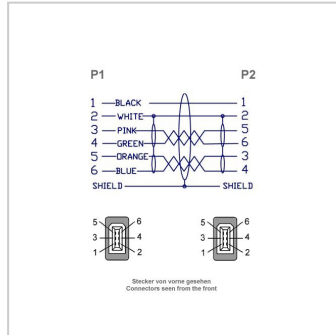 P1 P2
1 BLACK 1
2 WHITE 2
3 PINK 5
4 GREEN 6
5 ORANGE 3
6 BLUE 4
SHIELD SHIELD
5 6 5 6
3 4 3 4
1 2 1 2
Stecker von vorne gesehen
Connectors seen from the front